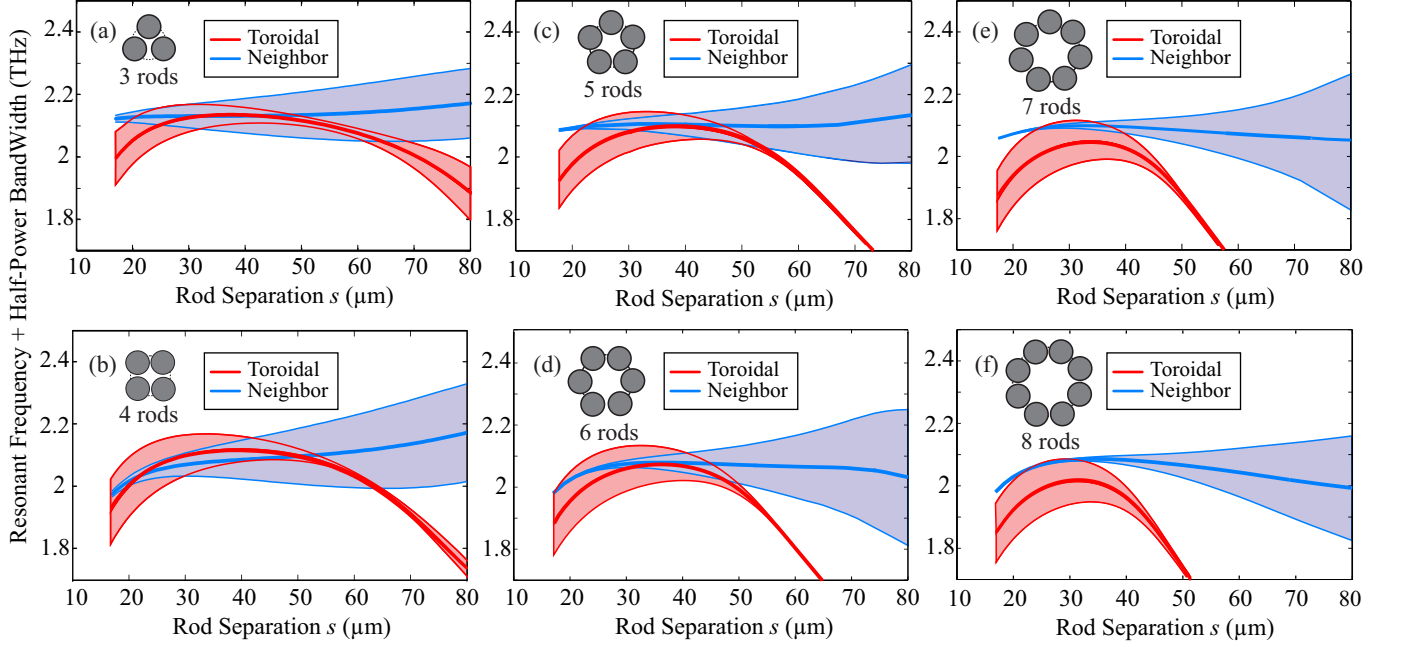 Resonant Frequency + Half-Power BandWidth (THz)
(a)
3 rods
Toroidal
Neighbor
2.4
2.2
2
1.8
10 20 30 40 50 60 70 80
Rod Separation s (µm)
(c)
5 rods
Toroidal
Neighbor
2.4
2.2
2
1.8
10 20 30 40 50 60 70 80
Rod Separation s (µm)
(e)
7 rods
Toroidal
Neighbor
2.4
2.2
2
1.8
10 20 30 40 50 60 70 80
Rod Separation s (µm)
(b)
4 rods
Toroidal
Neighbor
2.4
2.2
2
1.8
10 20 30 40 50 60 70 80
Rod Separation s (µm)
(d)
6 rods
Toroidal
Neighbor
2.4
2.2
2
1.8
10 20 30 40 50 60 70 80
Rod Separation s (µm)
(f)
8 rods
Toroidal
Neighbor
2.4
2.2
2
1.8
10 20 30 40 50 60 70 80
Rod Separation s (µm)